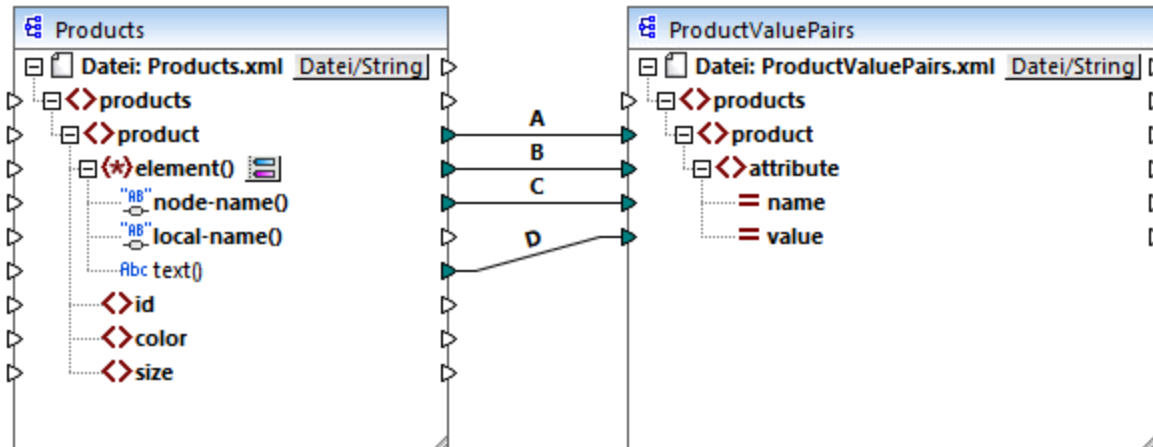 Products
ProductValuePairs
Datei: Products.xml Datei/String
Datei: ProductValuePairs.xml Datei/String
products
products
product
A
product
{*}element()
B
attribute
"AB" node-name()
C
= name
"AB" local-name()
D
= value
Abc text()
<>id
<>color
<>size